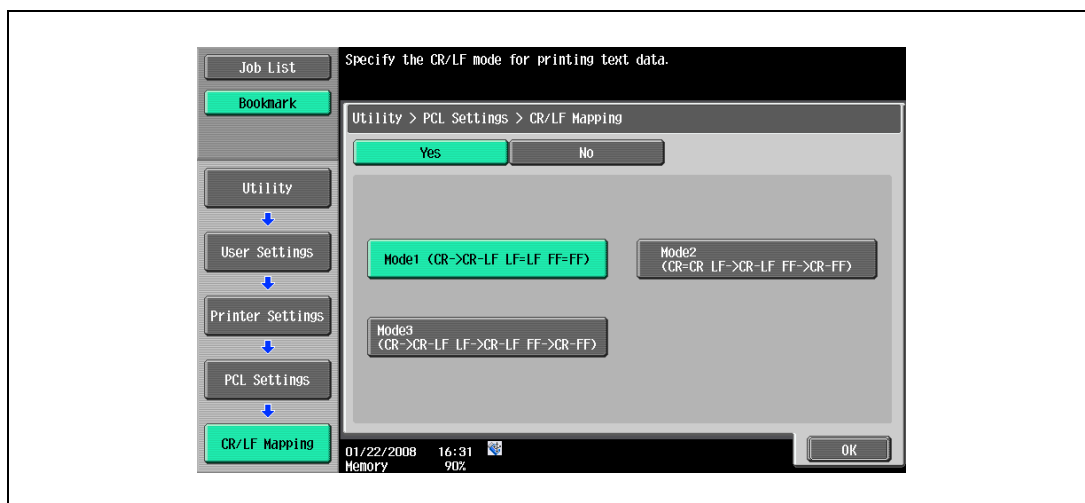 Job List
Bookmark
Utility
User Settings
Printer Settings
PCL Settings
CR/LF Mapping
Specify the CR/LF mode for printing text data.
Utility > PCL Settings > CR/LF Mapping
Yes
No
Mode1 (CR->CR-LF LF=LF FF=FF)
Mode2
(CR=CR LF->CR-LF FF->CR-FF)
Mode3
(CR->CR-LF LF->CR-LF FF->CR-FF)
01/22/2008 16:31
Memory 90%
OK